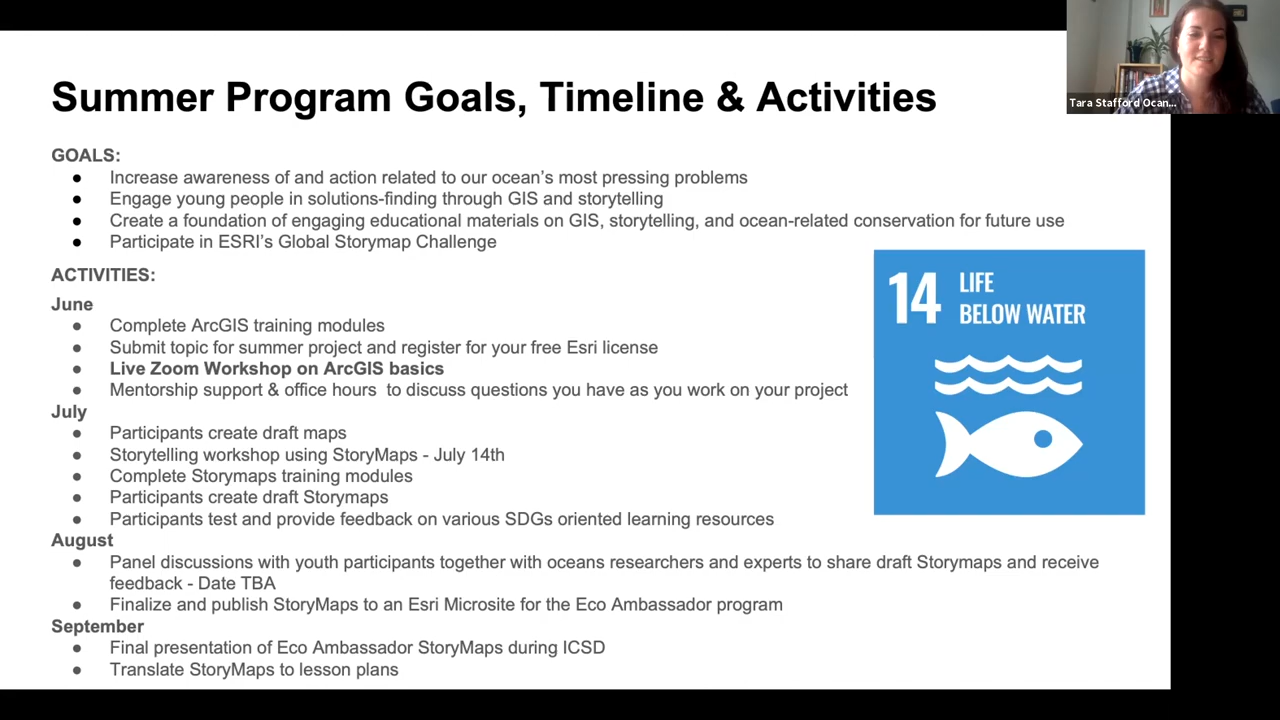 Summer Program Goals, Timeline & Activities
Tara Stafford Ocan...
GOALS:
● Increase awareness of and action related to our ocean’s most pressing problems
● Engage young people in solutions-finding through GIS and storytelling
● Create a foundation of engaging educational materials on GIS, storytelling, and ocean-related conservation for future use
● Participate in ESRI’s Global Storymap Challenge
ACTIVITIES:
June
● Complete ArcGIS training modules
● Submit topic for summer project and register for your free Esri license
● Live Zoom Workshop on ArcGIS basics
● Mentorship support & office hours to discuss questions you have as you work on your project
July
● Participants create draft maps
● Storytelling workshop using StoryMaps - July 14th
● Complete Storymaps training modules
● Participants create draft Storymaps
● Participants test and provide feedback on various SDGs oriented learning resources
August
● Panel discussions with youth participants together with oceans researchers and experts to share draft Storymaps and receive
feedback - Date TBA
● Finalize and publish StoryMaps to an Esri Microsite for the Eco Ambassador program
September
● Final presentation of Eco Ambassador StoryMaps during ICSD
● Translate StoryMaps to lesson plans
14 LIFE
BELOW WATER